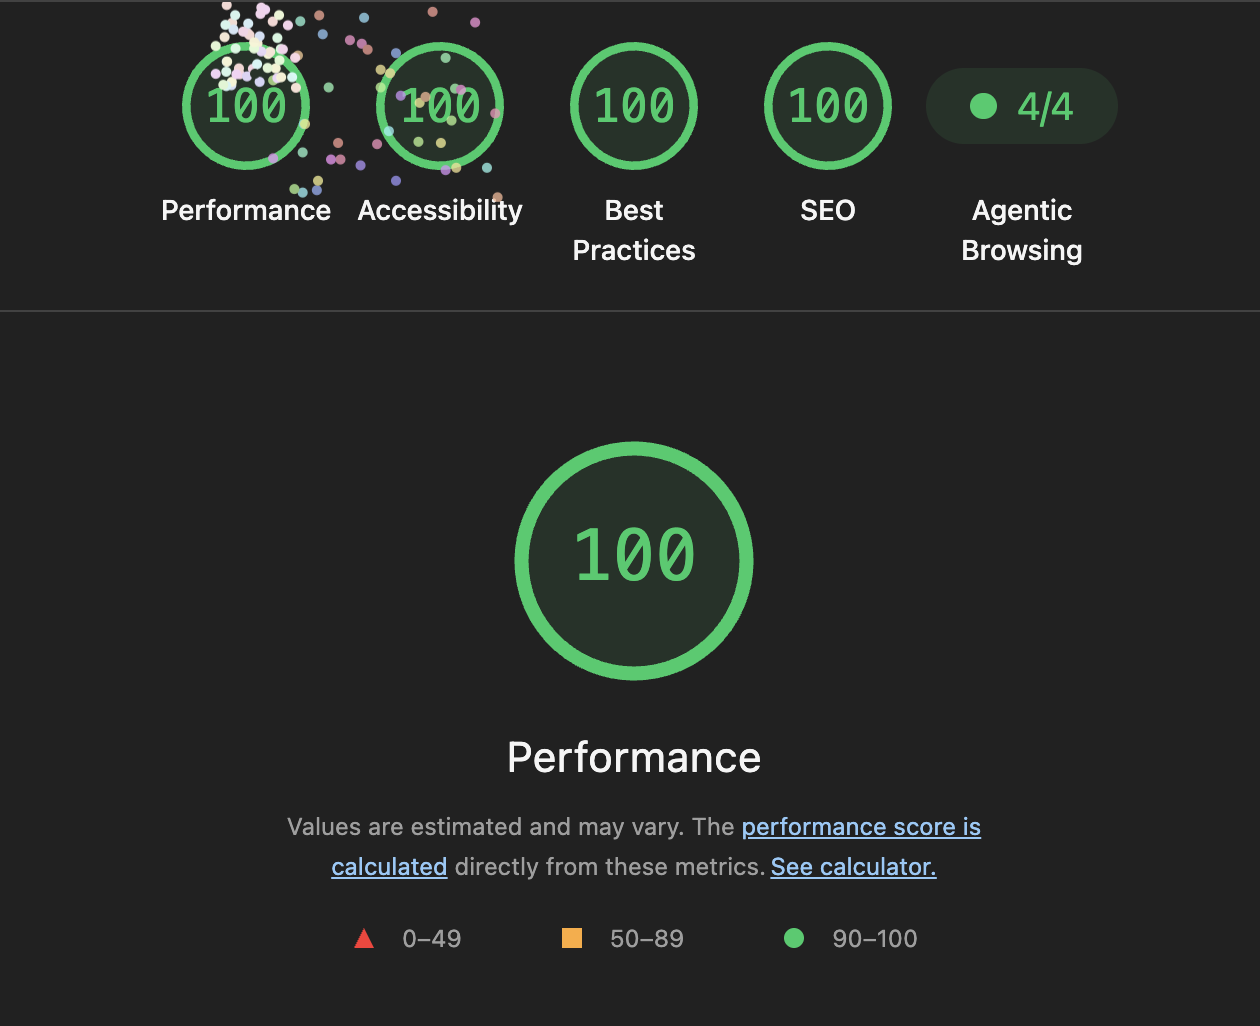 100
100
100
100
4/4
Performance
Accessibility
Best
Practices
SEO
Agentic
Browsing
100
Performance
Values are estimated and may vary. The performance score is
calculated directly from these metrics. See calculator.
0–49
50–89
90–100